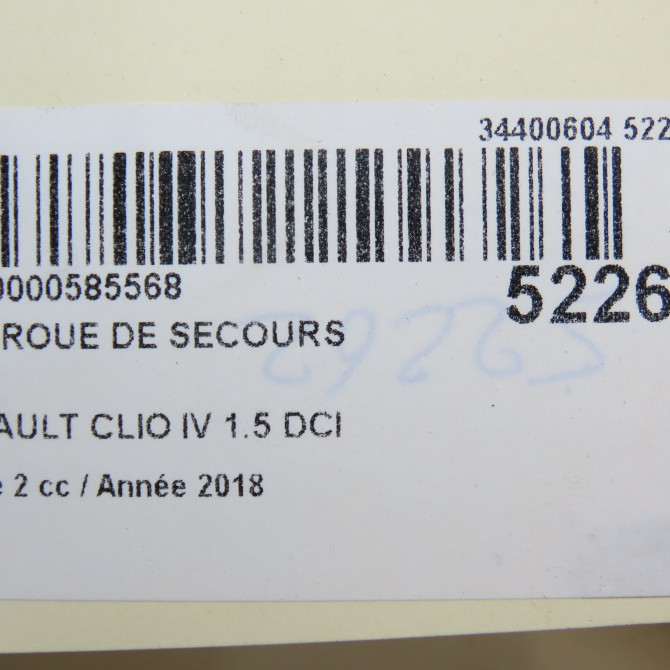 34400604 522
0000585568
5226
ROUE DE SECOURS
AULT CLIO IV 1.5 DCI
e 2 cc / Année 2018